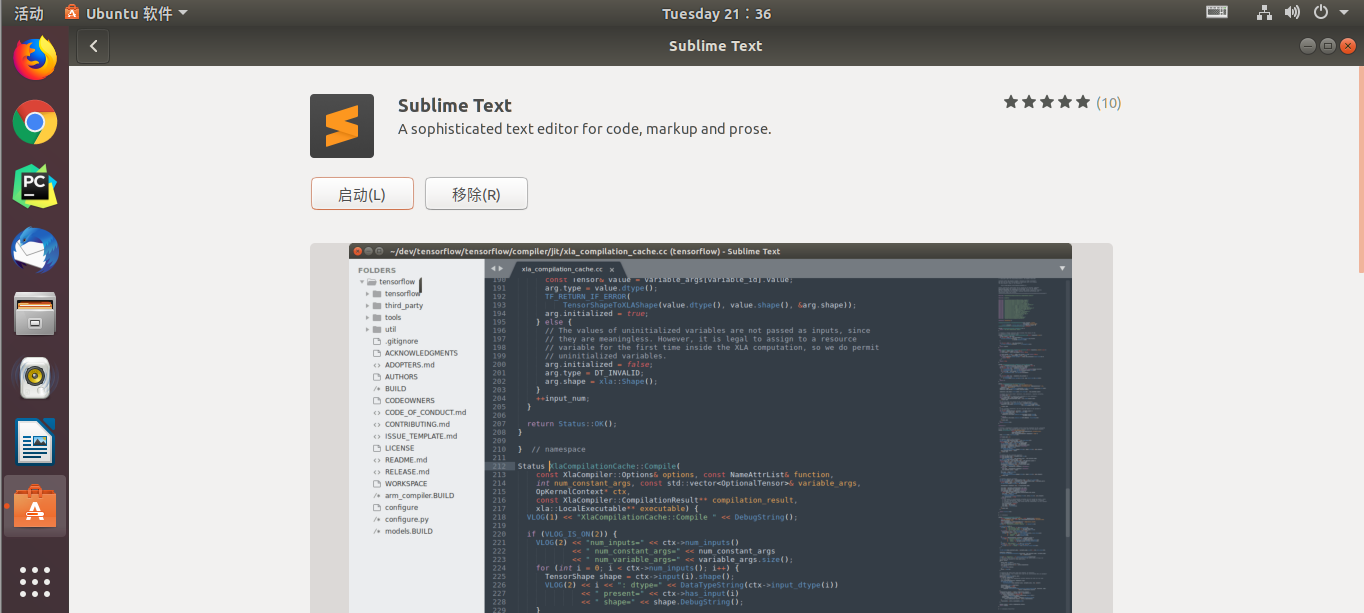 活动 Ubuntu 软件 Tuesday 21：36
Sublime Text
Sublime Text
A sophisticated text editor for code, markup and prose.
(10)
启动(L) 移除(R)
~/dev/tensorflow/tensorflow/compiler/jit/xla_compilation_cache.cc (tensorflow) - Sublime Text
FOLDERS
tensorflow
tensorflow
third_party
tools
util
.gitignore
ACKNOWLEDGMENTS
ADOPTERS.md
AUTHORS
BUILD
CODEOWNERS
CODE_OF_CONDUCT.md
CONTRIBUTING.md
ISSUE_TEMPLATE.md
LICENSE
README.md
RELEASE.md
WORKSPACE
arm_compiler.BUILD
configure
configure.py
models.BUILD
xla_compilation_cache.cc ×
190 const Tensor& value = variable_args[variable_id].value;
191 arg.type = value.dtype();
192 TF_RETURN_IF_ERROR(
193 TensorShapeToXLAShape(value.dtype(), value.shape(), &arg.shape));
194 arg.initialized = true;
195 } else {
196 // The values of uninitialized variables are not passed as inputs, since
197 // they are meaningless. However, it is legal to assign to a resource
198 // variable for the first time inside the XLA computation, so we do permit
199 // uninitialized variables.
200 arg.initialized = false;
201 arg.type = DT_INVALID;
202 arg.shape = xla::Shape();
203 }
204 ++input_num;
205 }
206
207 return Status::OK();
208 }
209
210 } // namespace
211
212 Status XlaCompilationCache::Compile(
213 const XlaCompiler::Options& options, const NameAttrList& function,
214 int num_constant_args, const std::vector<OptionalTensor>& variable_args,
215 OpKernelContext* ctx,
216 const XlaCompiler::CompilationResult** compilation_result,
217 xla::LocalExecutable** executable) {
218 VLOG(1) << "XlaCompilationCache::Compile " << DebugString();
219
220 if (VLOG_IS_ON(2)) {
221 VLOG(2) << "num_inputs=" << ctx->num_inputs()
222 << " num_constant_args=" << num_constant_args
223 << " num_variable_args=" << variable_args.size();
224 for (int i = 0; i < ctx->num_inputs(); i++) {
225 TensorShape shape = ctx->input(i).shape();
226 VLOG(2) << i << ": dtype=" << DataTypeString(ctx->input_dtype(i))
227 << " present=" << ctx->has_input(i)
228 << " shape=" << shape.DebugString();
229 }
PC